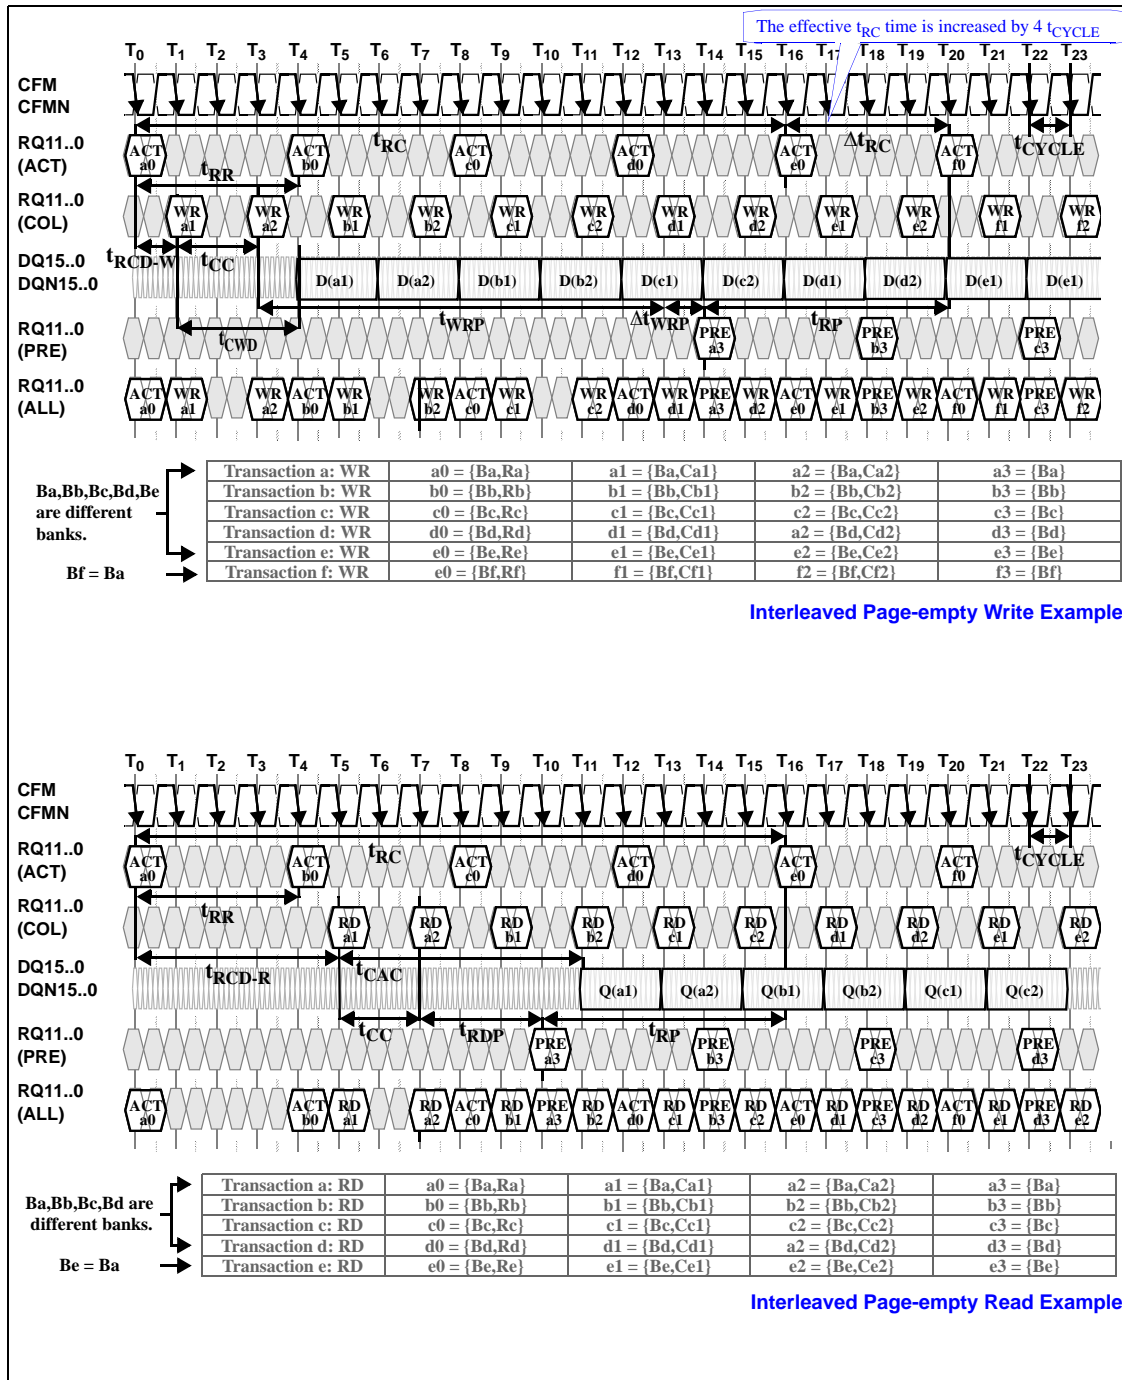 The effective tRC time is increased by 4 tCYCLE
T0 T1 T2 T3 T4 T5 T6 T7 T8 T9 T10 T11 T12 T13 T14 T15 T16 T17 T18 T19 T20 T21 T22 T23
CFM
CFMN
tRC ΔtRC tCYCLE
RQ11..0 ACT ACT ACT ACT ACT ACT
(ACT) a0 b0 c0 d0 e0 f0
tRR
RQ11..0 WR WR WR WR WR WR WR WR WR WR WR WR
(COL) a1 a2 b1 b2 c1 c2 d1 d2 e1 e2 f1 f2
tRCD-W tCC
DQ15..0
DQN15..0 D(a1) D(a2) D(b1) D(b2) D(c1) D(c2) D(d1) D(d2) D(e1) D(e1)
tCWD tWRP ΔtWRP tRP
RQ11..0 PRE PRE PRE
(PRE) a3 b3 c3
RQ11..0 ACT WR WR ACT WR WR ACT WR WR ACT WR PRE WR ACT WR PRE WR ACT WR PRE WR
(ALL) a0 a1 a2 b0 b1 b2 c0 c1 c2 d0 d1 a3 d2 e0 e1 b3 e2 f0 f1 c3 f2
Ba,Bb,Bc,Bd,Be
are different
banks.
Bf = Ba
Transaction a: WR a0 = {Ba,Ra} a1 = {Ba,Ca1} a2 = {Ba,Ca2} a3 = {Ba}
Transaction b: WR b0 = {Bb,Rb} b1 = {Bb,Cb1} b2 = {Bb,Cb2} b3 = {Bb}
Transaction c: WR c0 = {Bc,Rc} c1 = {Bc,Cc1} c2 = {Bc,Cc2} c3 = {Bc}
Transaction d: WR d0 = {Bd,Rd} d1 = {Bd,Cd1} a2 = {Bd,Cd2} d3 = {Bd}
Transaction e: WR e0 = {Be,Re} e1 = {Be,Ce1} e2 = {Be,Ce2} e3 = {Be}
Transaction f: WR e0 = {Bf,Rf} f1 = {Bf,Cf1} f2 = {Bf,Cf2} f3 = {Bf}
Interleaved Page-empty Write Example
T0 T1 T2 T3 T4 T5 T6 T7 T8 T9 T10 T11 T12 T13 T14 T15 T16 T17 T18 T19 T20 T21 T22 T23
CFM
CFMN
tRC tCYCLE
RQ11..0 ACT ACT ACT ACT ACT ACT
(ACT) a0 b0 c0 d0 e0 f0
tRR
RQ11..0 RD RD RD RD RD RD RD RD RD RD
(COL) a1 a2 b1 b2 c1 c2 d1 d2 e1 e2
tRCD-R tCAC
DQ15..0
DQN15..0 Q(a1) Q(a2) Q(b1) Q(b2) Q(c1) Q(c2)
tCC tRDP tRP
RQ11..0 PRE PRE PRE PRE
(PRE) a3 b3 c3 d3
RQ11..0 ACT ACT RD RD ACT RD PRE RD ACT RD PRE RD ACT RD PRE RD ACT RD PRE RD
(ALL) a0 b0 a1 a2 c0 b1 a3 b2 d0 c1 b3 c2 e0 d1 c3 d2 f0 e1 d3 e2
Ba,Bb,Bc,Bd are
different banks.
Be = Ba
Transaction a: RD a0 = {Ba,Ra} a1 = {Ba,Ca1} a2 = {Ba,Ca2} a3 = {Ba}
Transaction b: RD b0 = {Bb,Rb} b1 = {Bb,Cb1} b2 = {Bb,Cb2} b3 = {Bb}
Transaction c: RD c0 = {Bc,Rc} c1 = {Bc,Cc1} c2 = {Bc,Cc2} c3 = {Bc}
Transaction d: RD d0 = {Bd,Rd} d1 = {Bd,Cd1} a2 = {Bd,Cd2} d3 = {Bd}
Transaction e: RD e0 = {Be,Re} e1 = {Be,Ce1} e2 = {Be,Ce2} e3 = {Be}
Interleaved Page-empty Read Example